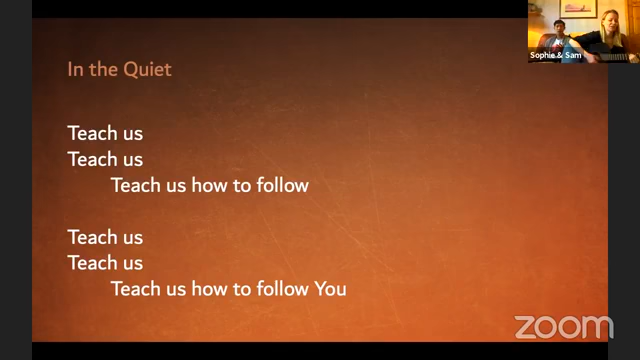 Sophie & Sam
In the Quiet
Teach us
Teach us
Teach us how to follow
Teach us
Teach us
Teach us how to follow You
zoom